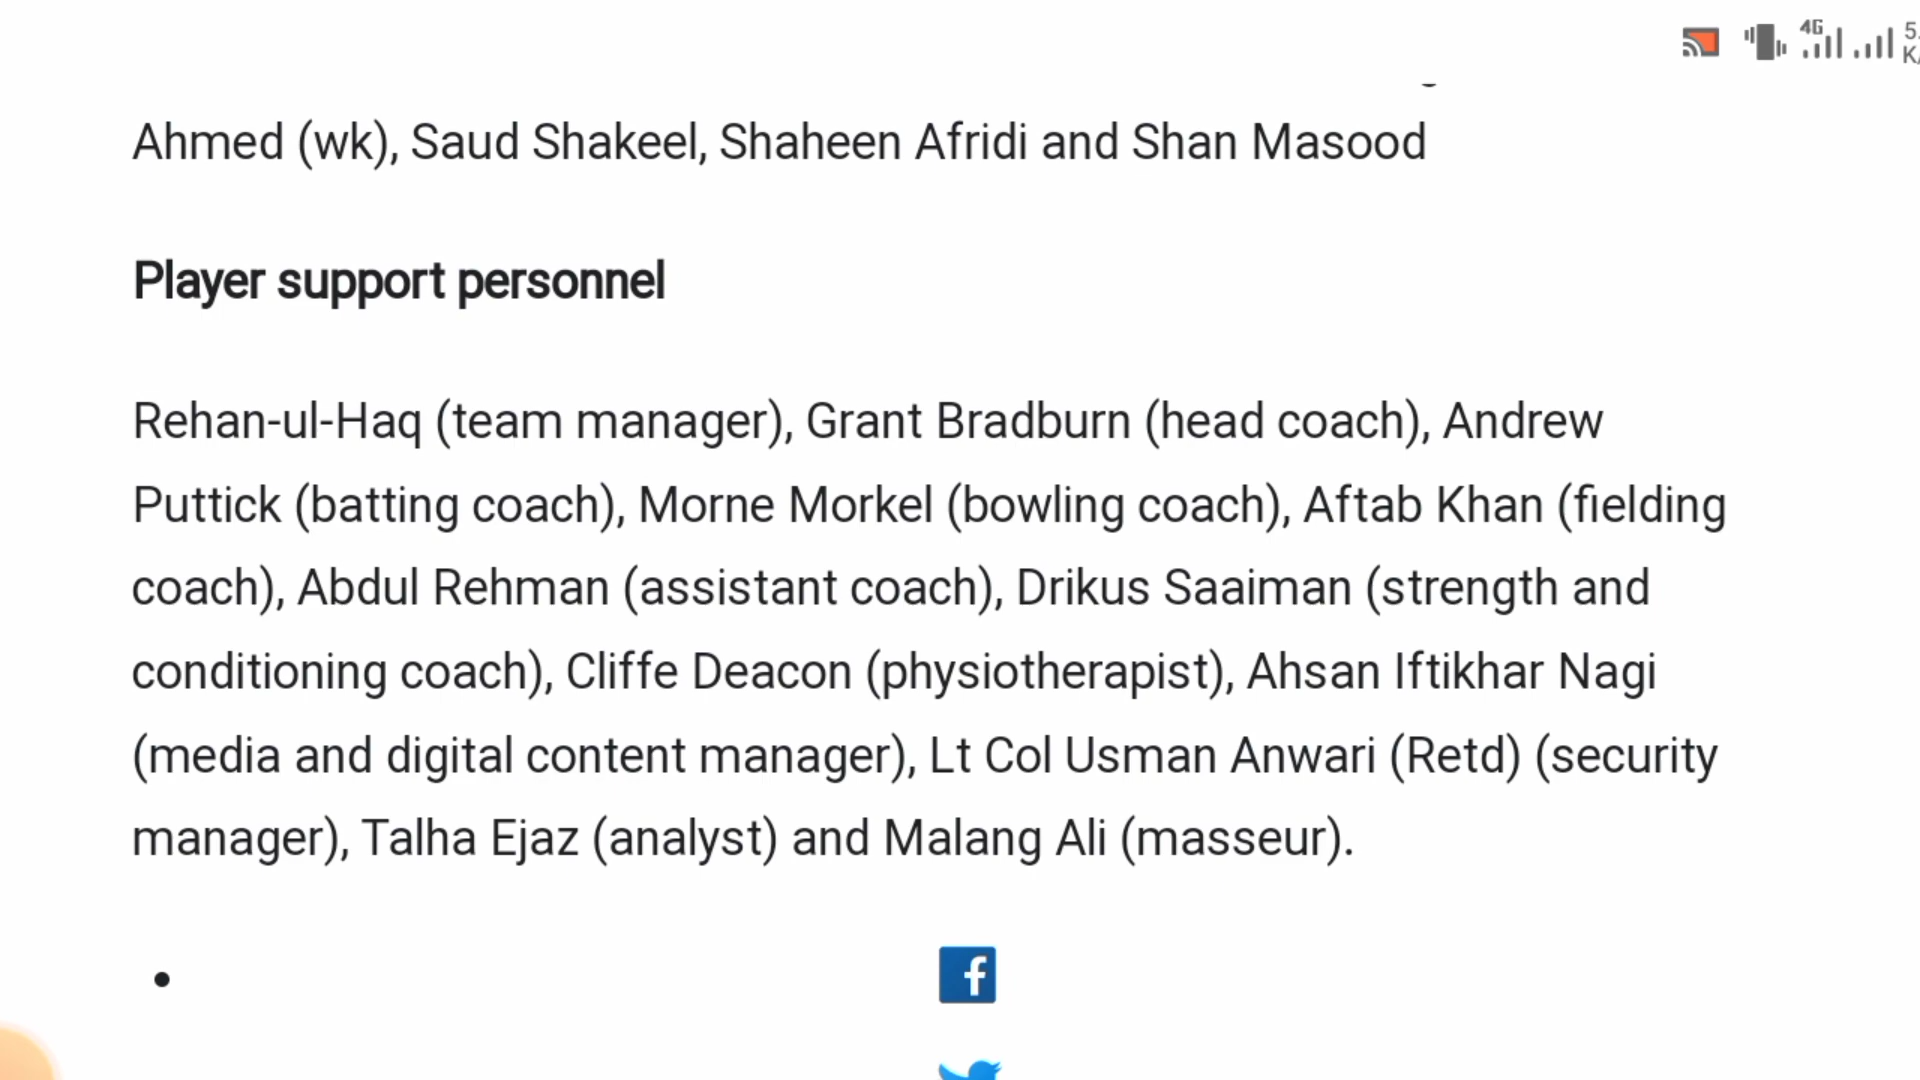 4G
5.
K/
Ahmed (wk), Saud Shakeel, Shaheen Afridi and Shan Masood
Player support personnel
Rehan-ul-Haq (team manager), Grant Bradburn (head coach), Andrew
Puttick (batting coach), Morne Morkel (bowling coach), Aftab Khan (fielding
coach), Abdul Rehman (assistant coach), Drikus Saaiman (strength and
conditioning coach), Cliffe Deacon (physiotherapist), Ahsan Iftikhar Nagi
(media and digital content manager), Lt Col Usman Anwari (Retd) (security
manager), Talha Ejaz (analyst) and Malang Ali (masseur).